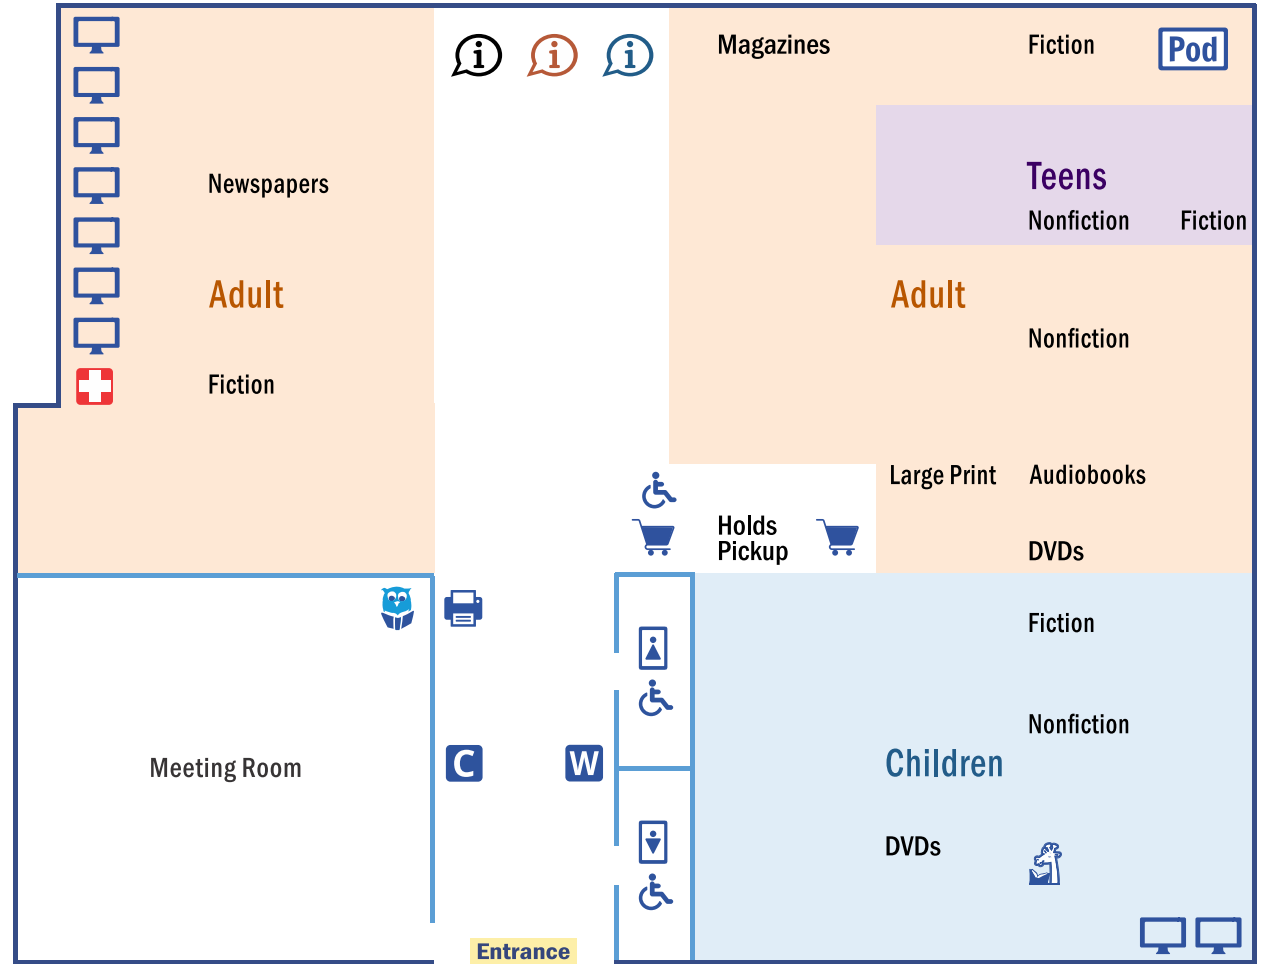 i
i
i
Magazines
Fiction
Pod
Newspapers
Teens
Nonfiction
Fiction
Adult
Adult
Nonfiction
Fiction
Large Print
Audiobooks
Holds
Pickup
DVDs
Fiction
Nonfiction
Meeting Room
C
W
Children
DVDs
Entrance